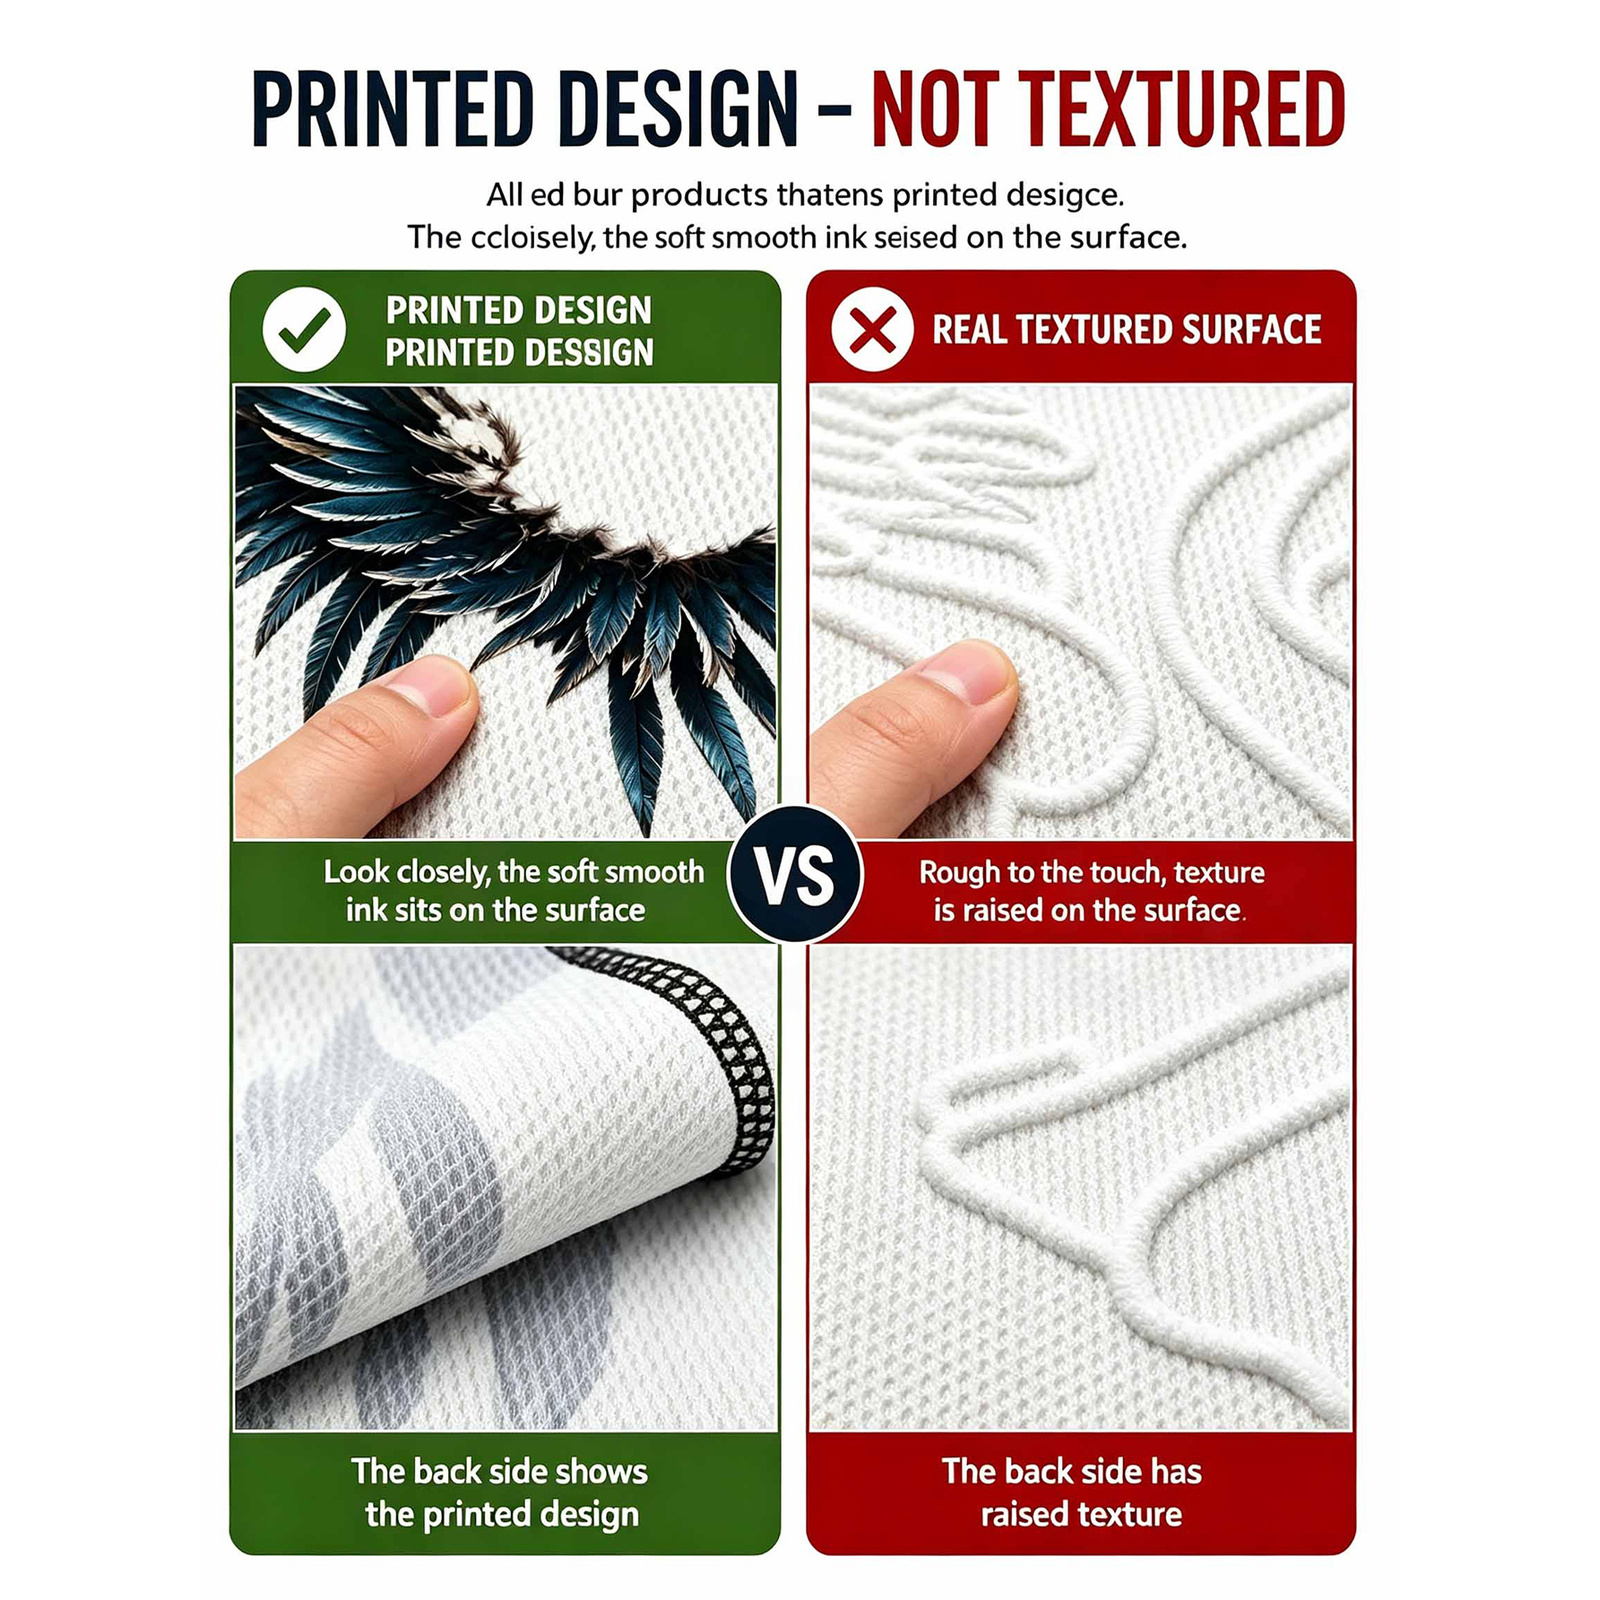 PRINTED DESIGN – NOT TEXTURED
All ed bur products thatens printed desigce.
The ccloisely, the soft smooth ink seised on the surface.
PRINTED DESIGN
PRINTED DESSIGN
REAL TEXTURED SURFACE
Look closely, the soft smooth
ink sits on the surface
VS
Rough to the touch, texture
is raised on the surface.
The back side shows
the printed design
The back side has
raised texture